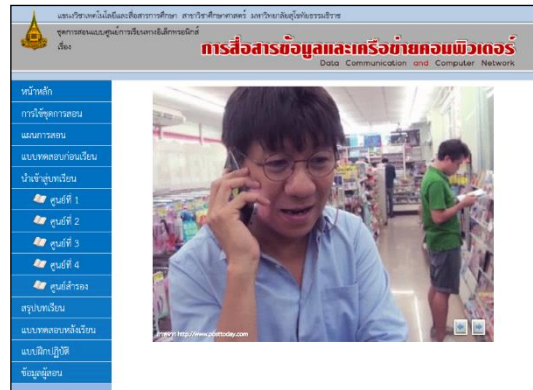 แขนงวิชาเทคโนโลยีและสื่อสารการศึกษา สาขาวิชาศึกษาศาสตร์ มหาวิทยาลัยสุโขทัยธรรมาธิราช
ชุดการสอนแบบศูนย์การเรียนทางอิเล็กทรอนิกส์
เรื่อง
การสื่อสารข้อมูลและเครือข่ายคอมพิวเตอร์
Data Communication and Computer Network
หน้าหลัก
การใช้ชุดการสอน
แผนการสอน
แบบทดสอบก่อนเรียน
นำเข้าสู่บทเรียน
ศูนย์ที่ 1
ศูนย์ที่ 2
ศูนย์ที่ 3
ศูนย์ที่ 4
ศูนย์สำรอง
สรุปบทเรียน
แบบทดสอบหลังเรียน
แบบฝึกปฏิบัติ
ข้อมูลผู้สอน
ภาพจาก http://www.posttoday.com